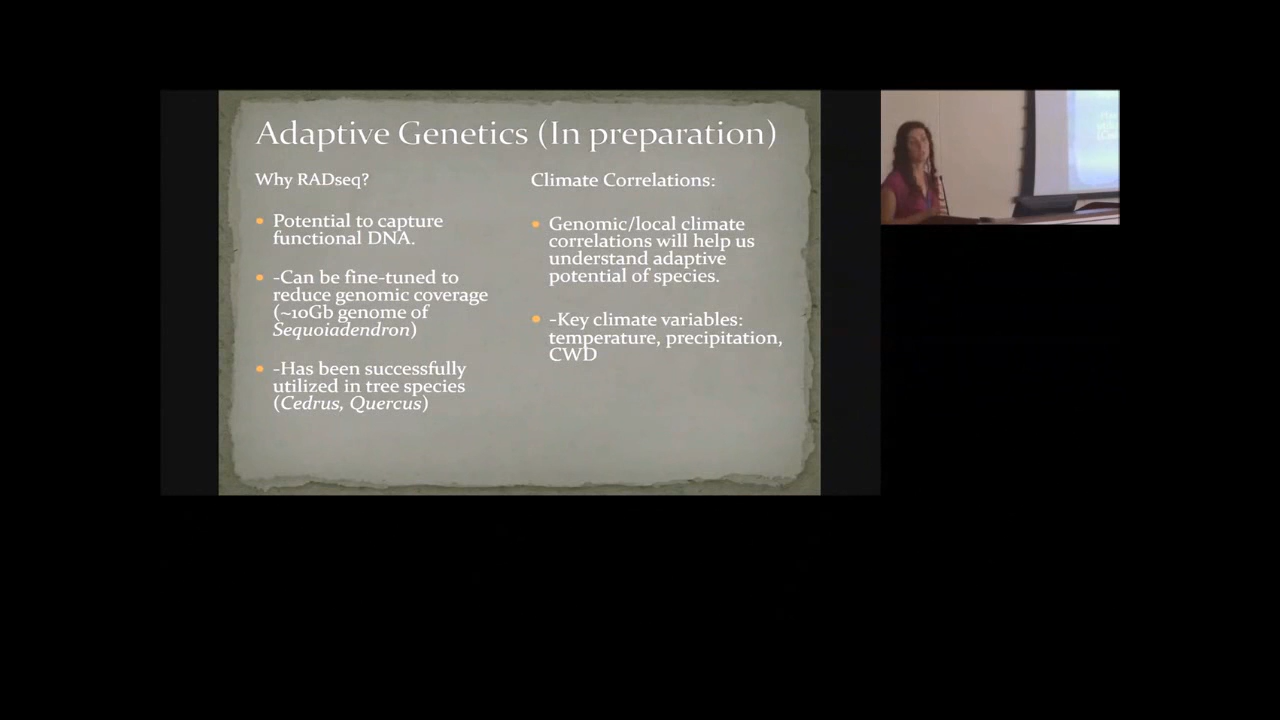 Adaptive Genetics (In preparation)
Why RADseq?
• Potential to capture
functional DNA.
• -Can be fine-tuned to
reduce genomic coverage
(~10Gb genome of
Sequoiadendron)
• -Has been successfully
utilized in tree species
(Cedrus, Quercus)
Climate Correlations:
• Genomic/local climate
correlations will help us
understand adaptive
potential of species.
• -Key climate variables:
temperature, precipitation,
CWD